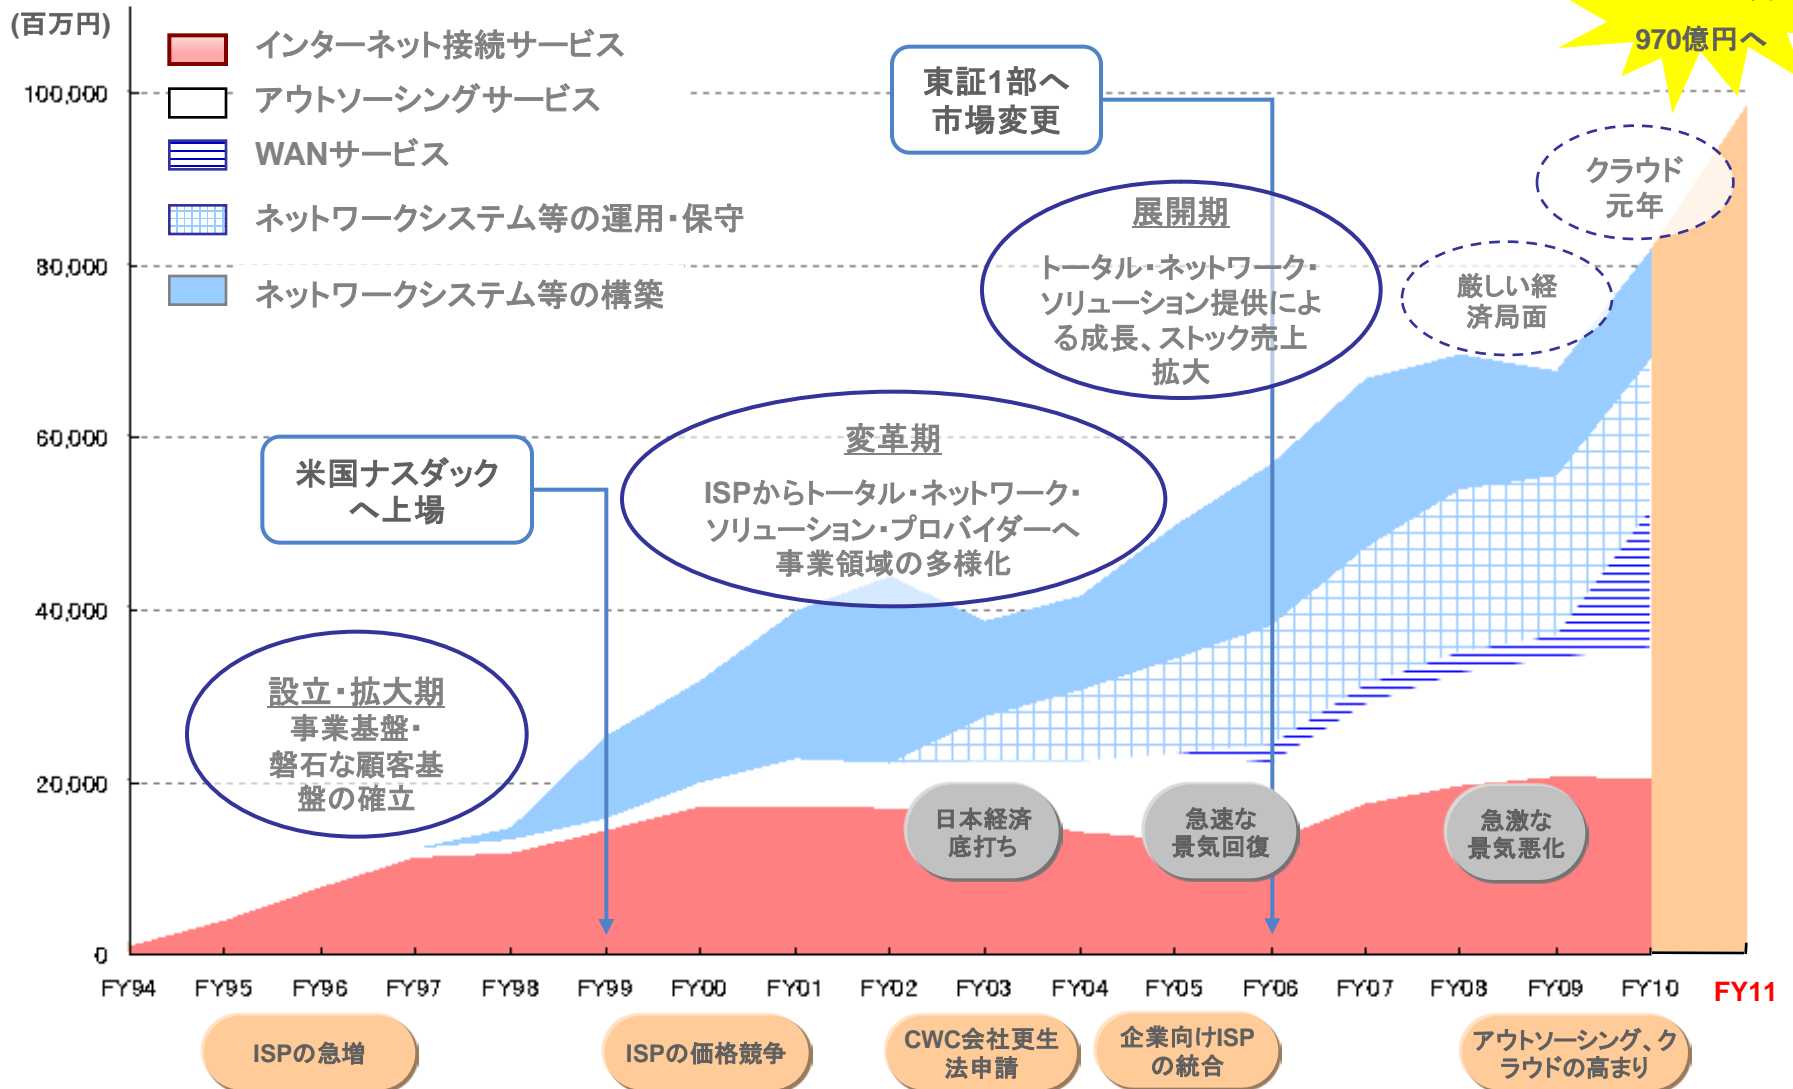 (百万円)
インターネット接続サービス
アウトソーシングサービス
WANサービス
ネットワークシステム等の運用・保守
ネットワークシステム等の構築
970億円へ
東証1部へ
市場変更
クラウド
元年
展開期
トータル・ネットワーク・
ソリューション提供によ
る成長、ストック売上
拡大
厳しい経
済局面
変革期
ISPからトータル・ネットワーク・
ソリューション・プロバイダーへ
事業領域の多様化
米国ナスダック
へ上場
設立・拡大期
事業基盤・
磐石な顧客基
盤の確立
日本経済
底打ち
急速な
景気回復
急激な
景気悪化
100,000
80,000
60,000
40,000
20,000
0
FY94 FY95 FY96 FY97 FY98 FY99 FY00 FY01 FY02 FY03 FY04 FY05 FY06 FY07 FY08 FY09 FY10 FY11
ISPの急増
ISPの価格競争
CWC会社更生
法申請
企業向けISP
の統合
アウトソーシング、ク
ラウドの高まり